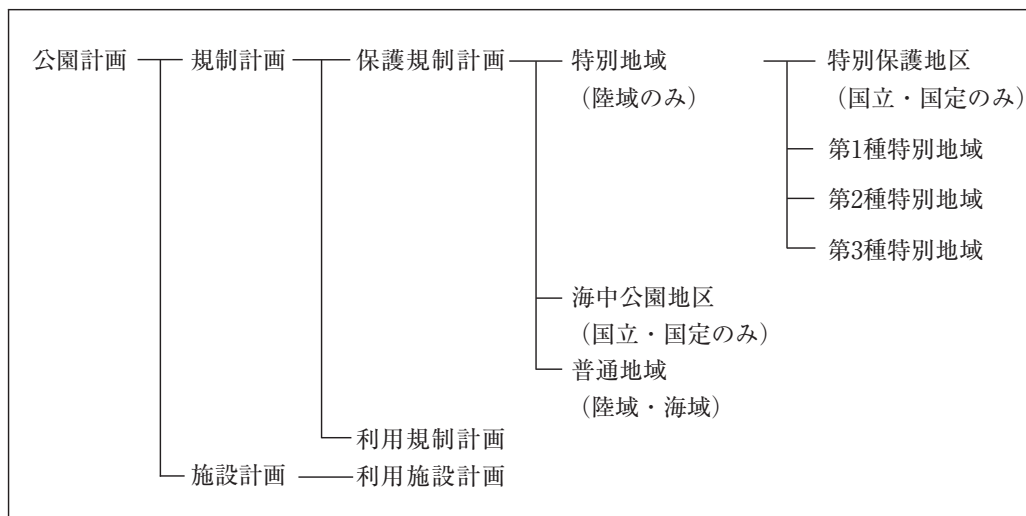 公園計画 規制計画 保護規制計画 特別地域 特別保護地区
(陸域のみ) (国立・国定のみ)
第1種特別地域
第2種特別地域
第3種特別地域
海中公園地区
(国立・国定のみ)
普通地域
(陸域・海域)
利用規制計画
施設計画 利用施設計画